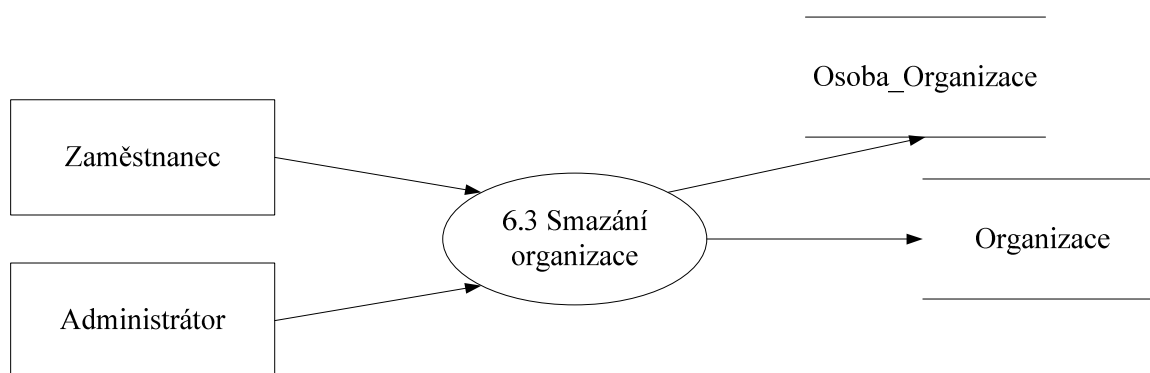 Osoba_Organizace
Zaměstnanec
6.3 Smazání
organizace
Organizace
Administrátor